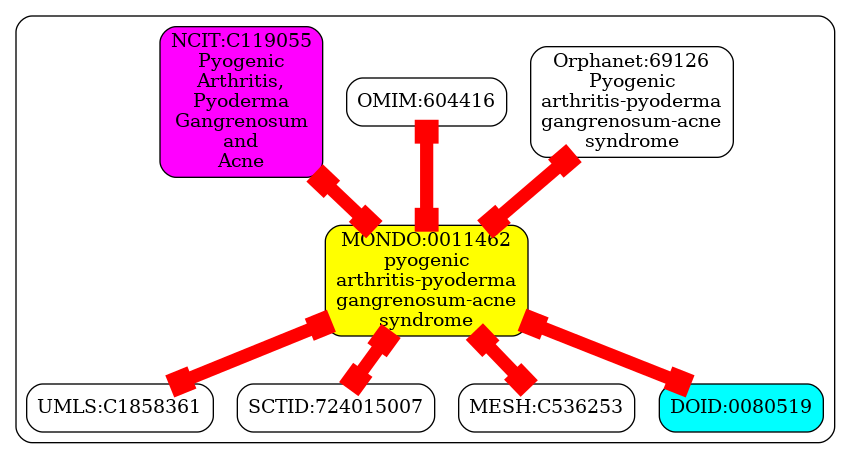 NCIT:C119055
Pyogenic
Arthritis,
Pyoderma
Gangrenosum
and
Acne
OMIM:604416
Orphanet:69126
Pyogenic
arthritis-pyoderma
gangrenosum-acne
syndrome
MONDO:0011462
pyogenic
arthritis-pyoderma
gangrenosum-acne
syndrome
UMLS:C1858361
SCTID:724015007
MESH:C536253
DOID:0080519